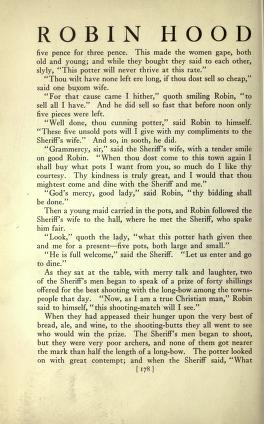 ROBIN HOOD
five pence for three pence. This made the women gape, both
old and young; and while they bought they said to each other,
slyly, "This potter will never thrive at this rate."
"Thou wilt have none left ere long, if thou dost sell so cheap,"
said one buxom wife.
"For that cause came I hither," quoth smiling Robin, "to
sell all I have." And he did sell so fast that before noon only
five pieces were left.
"Well done, thou cunning potter," said Robin to himself.
"These five unsold pots will I give with my compliments to the
Sheriff's wife." And so, in sooth, he did.
"Grammercy, sir," said the Sheriff's wife, with a tender smile
on good Robin. "When thou dost come to this town again I
shall buy what pots I want from you, so much do I like thy
courtesy. Thy kindness is truly great, and I would that thou
mightest come and dine with the Sheriff and me."
"God's mercy, good lady," said Robin, "thy bidding shall
be done."
Then a young maid carried in the pots, and Robin followed the
Sheriff's wife to the hall, where he met the Sheriff, who spake
him fair.
"Look," quoth the lady, "what this potter hath given thee
and me for a present—five pots, both large and small."
"He is full welcome," said the Sheriff. "Let us enter and go
to dine."
As they sat at the table, with merry talk and laughter, two
of the Sheriff's men began to speak of a prize of forty shillings
offered for the best shooting with the long-bow among the towns-
people that day. "Now, as I am a true Christian man," Robin
said to himself, "this shooting-match will I see."
When they had appeased their hunger upon the very best of
bread, ale, and wine, to the shooting-butts they all went to see
who would win the prize. The Sheriff's men began to shoot,
but they were very poor archers, and none of them got nearer
the mark than half the length of a long-bow. The potter looked
on with great contempt; and when the Sheriff said, "What
[178]